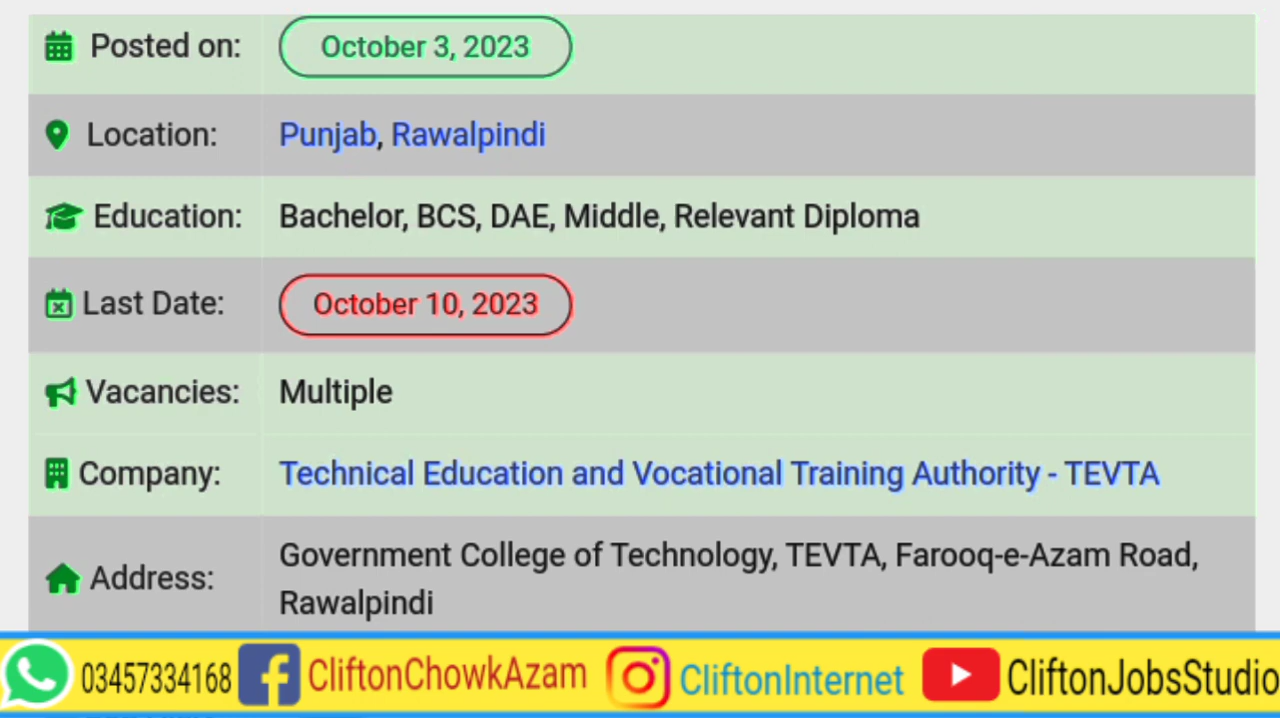 Posted on: October 3, 2023
Location: Punjab, Rawalpindi
Education: Bachelor, BCS, DAE, Middle, Relevant Diploma
Last Date: October 10, 2023
Vacancies: Multiple
Company: Technical Education and Vocational Training Authority - TEVTA
Address: Government College of Technology, TEVTA, Farooq-e-Azam Road,
Rawalpindi
03457334168 CliftonChowkAzam CliftonInternet CliftonJobsStudio